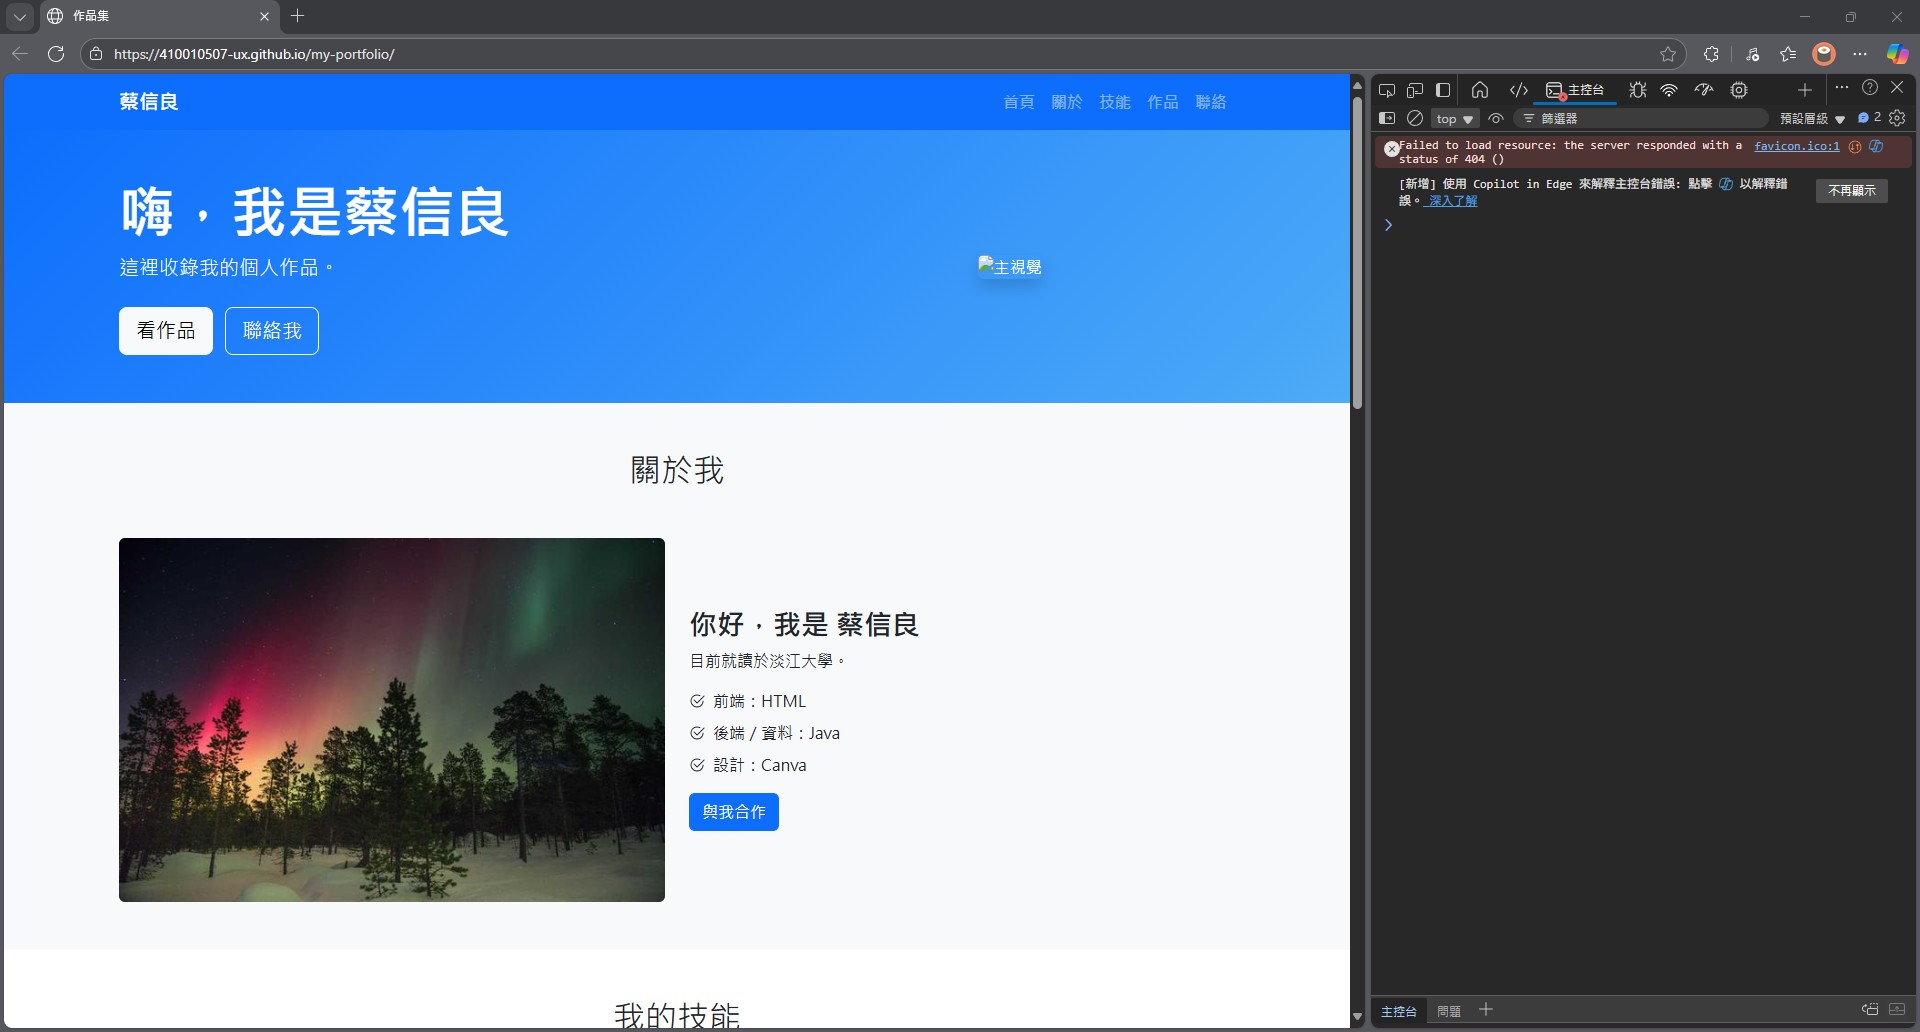 作品集
https://410010507-ux.github.io/my-portfolio/
蔡信良
首頁 關於 技能 作品 聯絡
嗨，我是蔡信良
這裡收錄我的個人作品。
主視覺
看作品 聯絡我
關於我
你好，我是 蔡信良
目前就讀於淡江大學。
前端：HTML
後端 / 資料：Java
設計：Canva
與我合作
我的技能
主控台
top 篩選器 預設層級 2
Failed to load resource: the server responded with a favicon.ico:1
status of 404 ()
[新增] 使用 Copilot in Edge 來解釋主控台錯誤: 點擊 以解釋錯
誤。 深入了解
不再顯示
主控台 問題